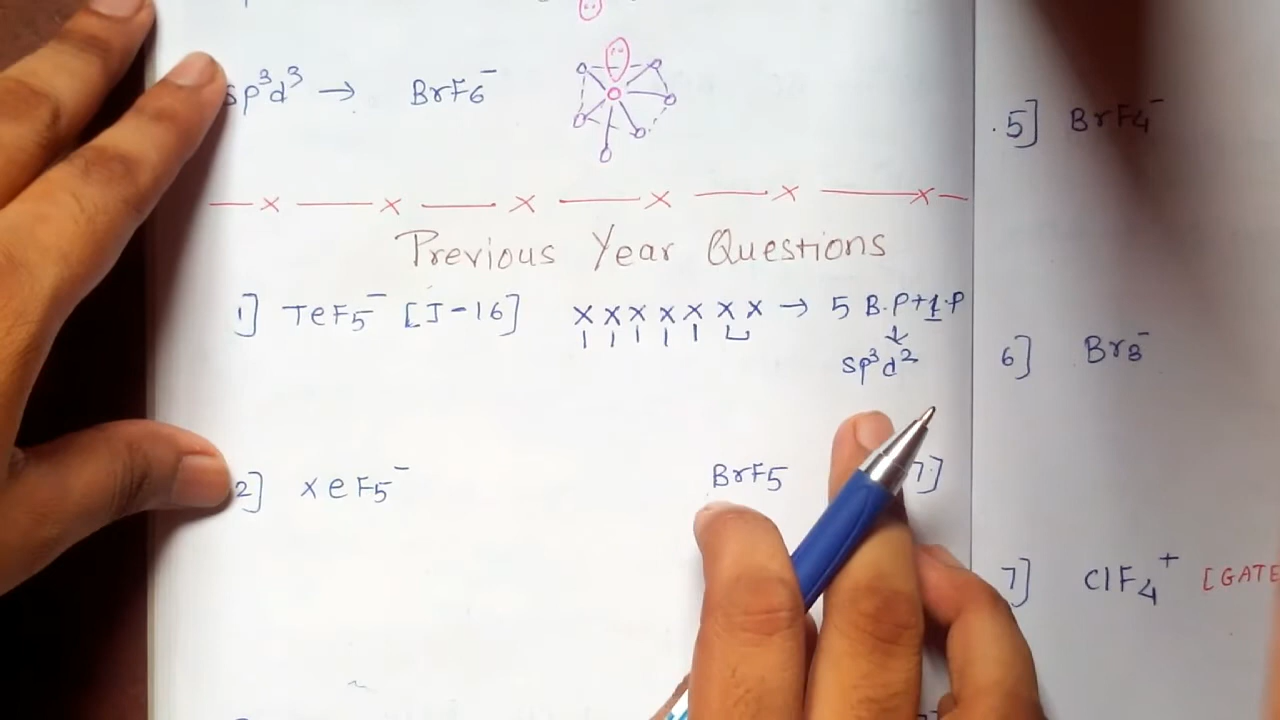 sp³d³ → BrF6⁻
Previous Year Questions
1] TeF5⁻ [J-16] x x x x x x x → 5 B.P + 1 l.P
↓
sp³d²
2] XeF5⁻ BrF5 7]
5] BrF4⁻
6] Br3⁻
7] ClF4⁺ [GATE